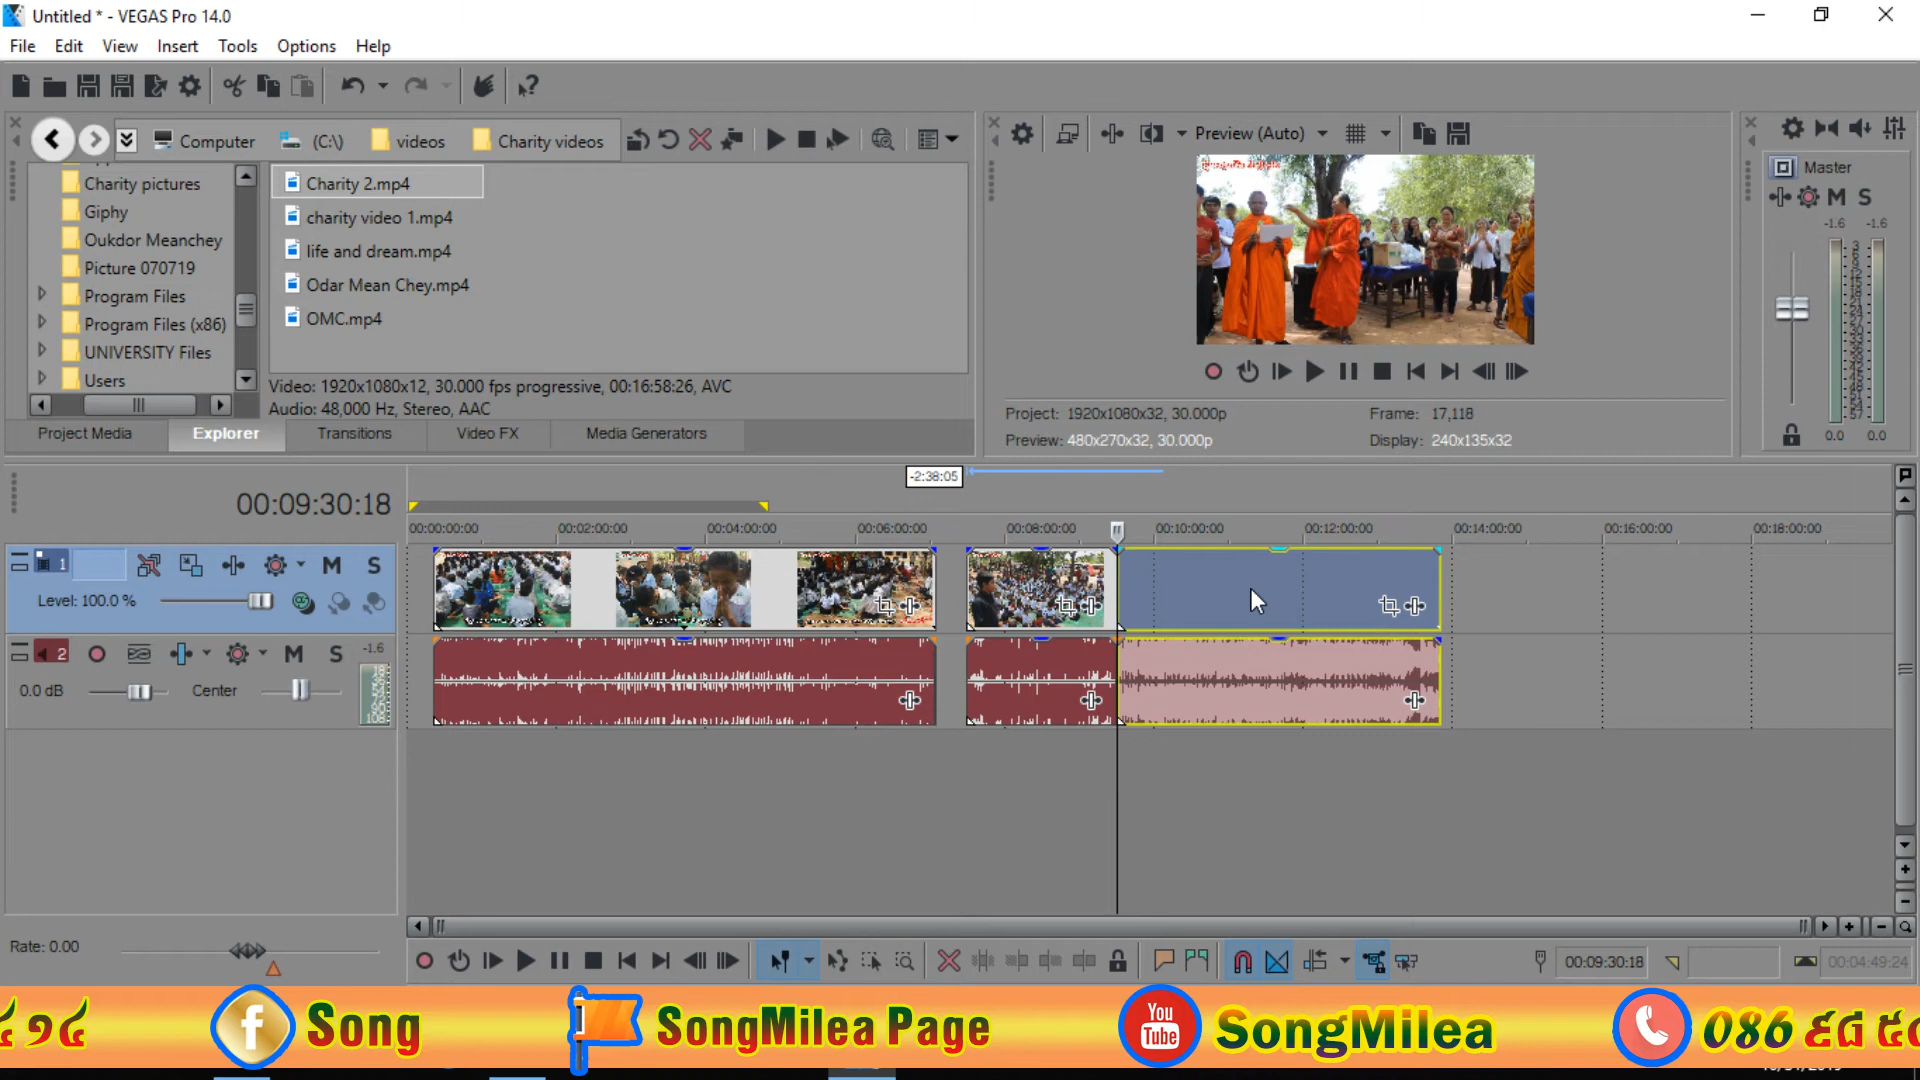 Untitled * - VEGAS Pro 14.0
File Edit View Insert Tools Options Help
Computer (C:) videos Charity videos
Preview (Auto)
Master
Charity pictures
Giphy
Oukdor Meanchey
Picture 070719
Program Files
Program Files (x86)
UNIVERSITY Files
Users
Charity 2.mp4
charity video 1.mp4
life and dream.mp4
Odar Mean Chey.mp4
OMC.mp4
Video: 1920x1080x12, 30.000 fps progressive, 00:16:58:26, AVC
Audio: 48,000 Hz, Stereo, AAC
Project Media Explorer Transitions Video FX Media Generators
Project: 1920x1080x32, 30.000p
Frame: 17,118
Preview: 480x270x32, 30.000p
Display: 240x135x32
M S
-1.6 -1.6
0.0 0.0
-2:38:05
00:09:30:18
00:00:00:00 00:02:00:00 00:04:00:00 00:06:00:00 00:08:00:00 00:10:00:00 00:12:00:00 00:14:00:00 00:16:00:00 00:18:00:00
1 M S
Level: 100.0 %
2 M S -1.6
0.0 dB Center
Rate: 0.00
00:09:30:18
00:04:49:24
Song
SongMilea Page
You Tube
SongMilea
086